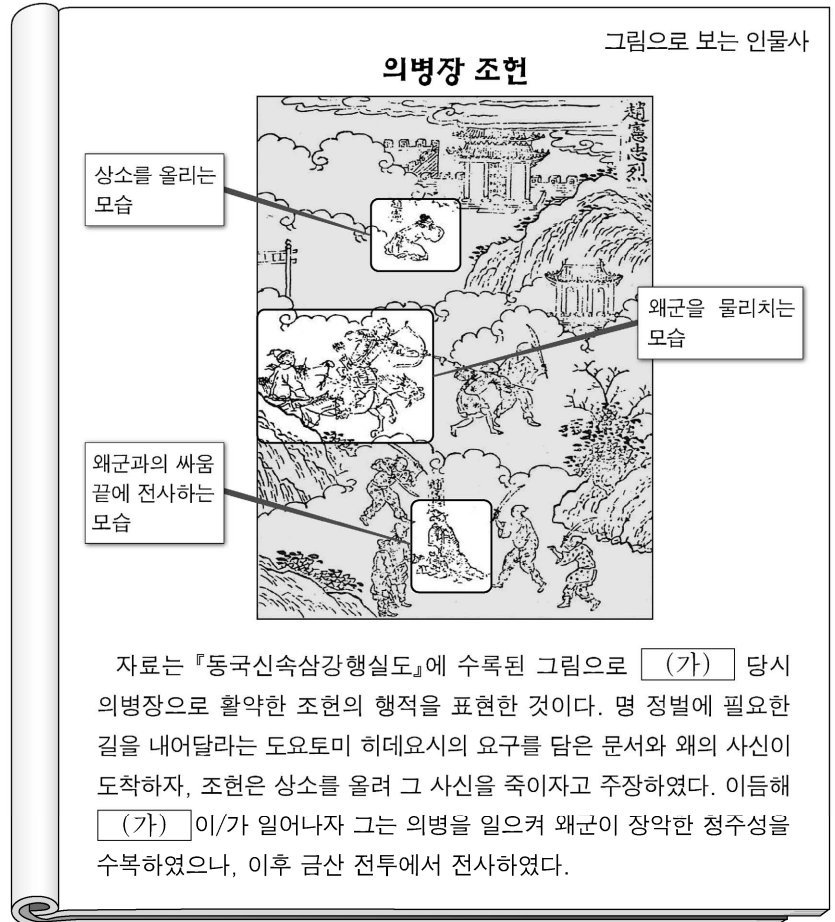 그림으로 보는 인물사
의병장 조헌
趙憲忠烈
상소를 올리는
모습
왜군을 물리치는
모습
왜군과의 싸움
끝에 전사하는
모습
자료는 『동국신속삼강행실도』에 수록된 그림으로 (가) 당시
의병장으로 활약한 조헌의 행적을 표현한 것이다. 명 정벌에 필요한
길을 내어달라는 도요토미 히데요시의 요구를 담은 문서와 왜의 사신이
도착하자, 조헌은 상소를 올려 그 사신을 죽이자고 주장하였다. 이듬해
(가) 이/가 일어나자 그는 의병을 일으켜 왜군이 장악한 청주성을
수복하였으나, 이후 금산 전투에서 전사하였다.